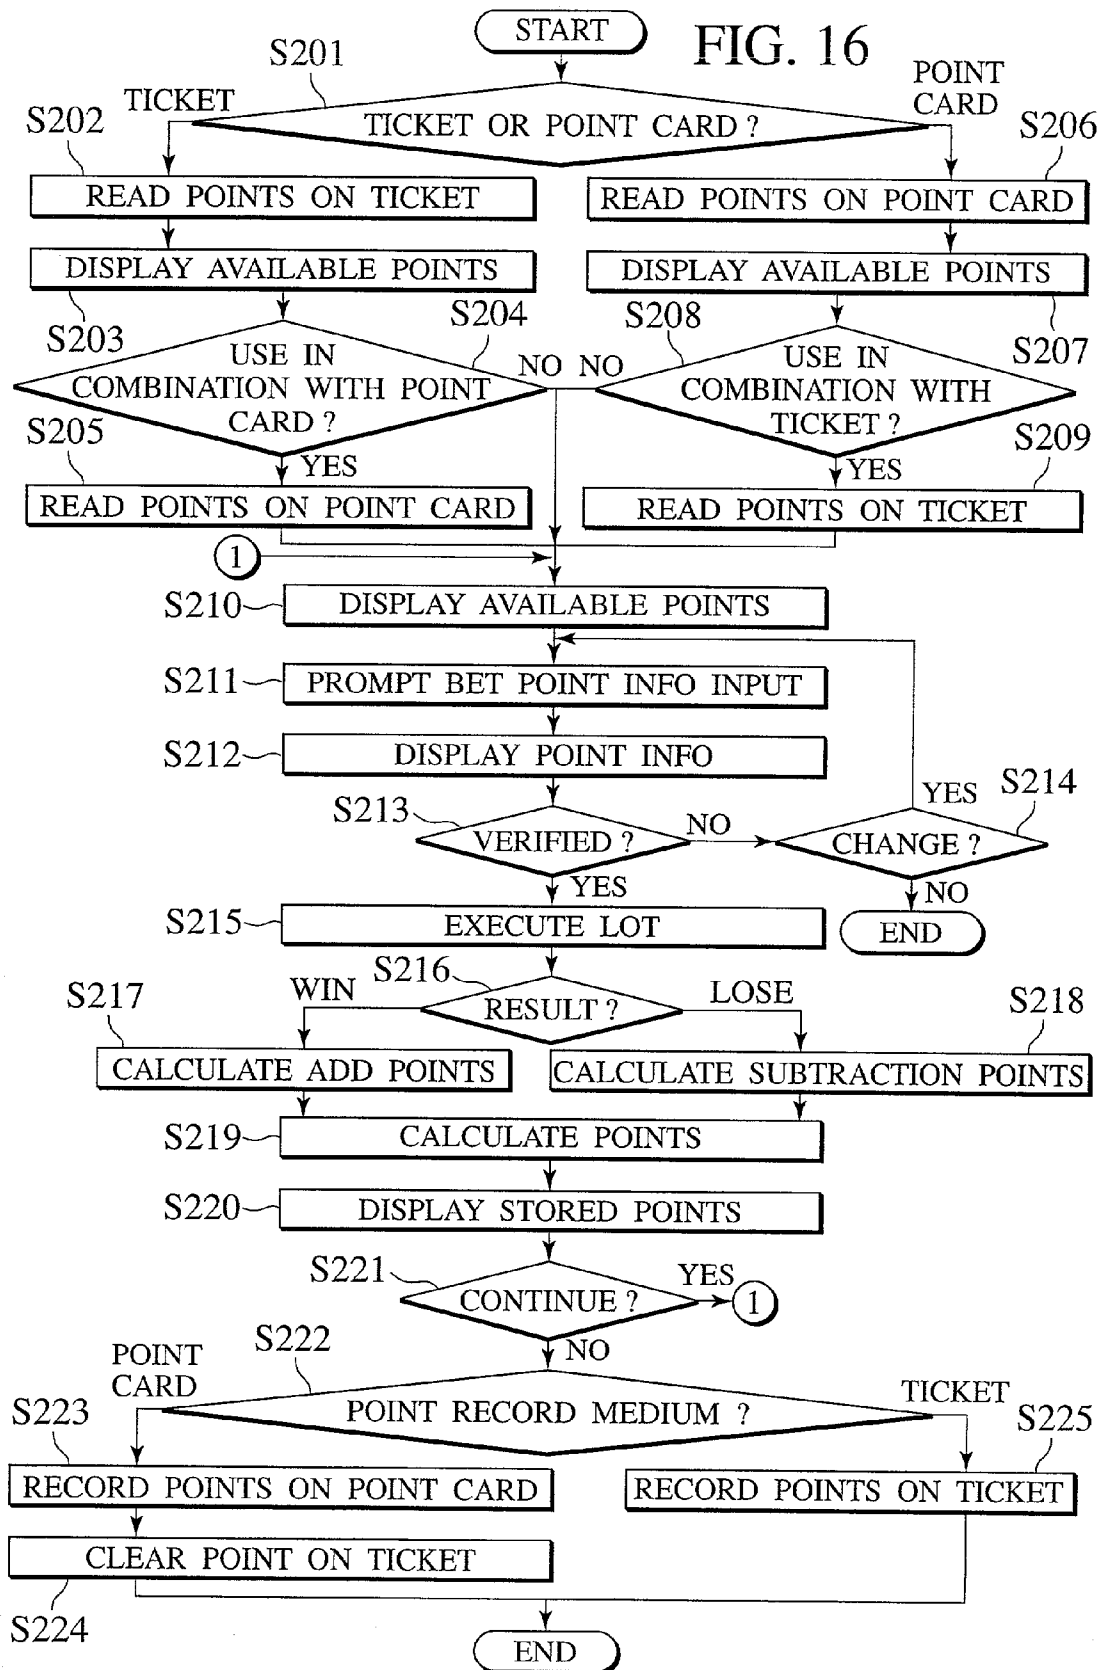 START
FIG. 16
S201
TICKET
POINT
CARD
S202
TICKET OR POINT CARD ?
S206
READ POINTS ON TICKET
READ POINTS ON POINT CARD
DISPLAY AVAILABLE POINTS
DISPLAY AVAILABLE POINTS
S203
S204
S208
S207
USE IN
COMBINATION WITH POINT
CARD ?
NO
NO
USE IN
COMBINATION WITH
TICKET ?
S205
YES
YES
S209
READ POINTS ON POINT CARD
READ POINTS ON TICKET
1
S210
DISPLAY AVAILABLE POINTS
S211
PROMPT BET POINT INFO INPUT
S212
DISPLAY POINT INFO
S213
VERIFIED ?
NO
YES
S214
CHANGE ?
YES
NO
S215
EXECUTE LOT
END
S216
S217
WIN
RESULT ?
LOSE
S218
CALCULATE ADD POINTS
CALCULATE SUBTRACTION POINTS
S219
CALCULATE POINTS
S220
DISPLAY STORED POINTS
S221
CONTINUE ?
YES
1
NO
S222
POINT
CARD
POINT RECORD MEDIUM ?
TICKET
S223
S225
RECORD POINTS ON POINT CARD
RECORD POINTS ON TICKET
CLEAR POINT ON TICKET
S224
END